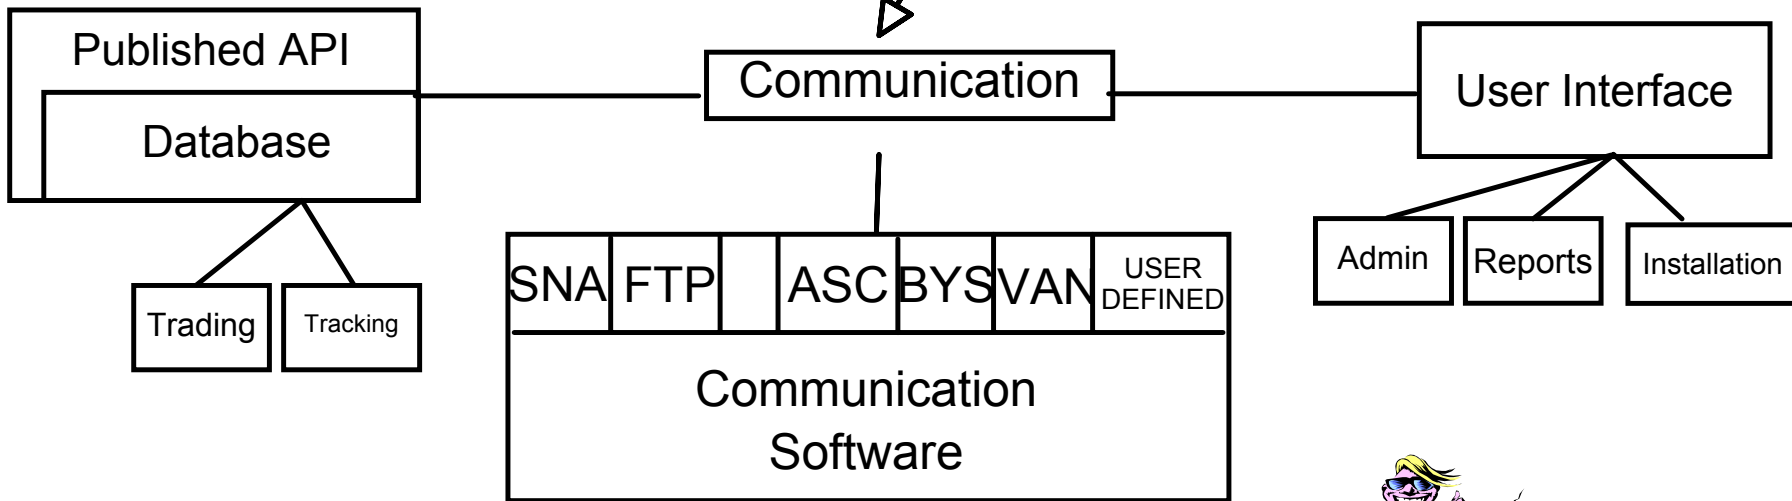 Published API
Communication
User Interface
Database
SNA FTP ASC BYS VAN USER
DEFINED
Admin Reports Installation
Trading Tracking
Communication
Software